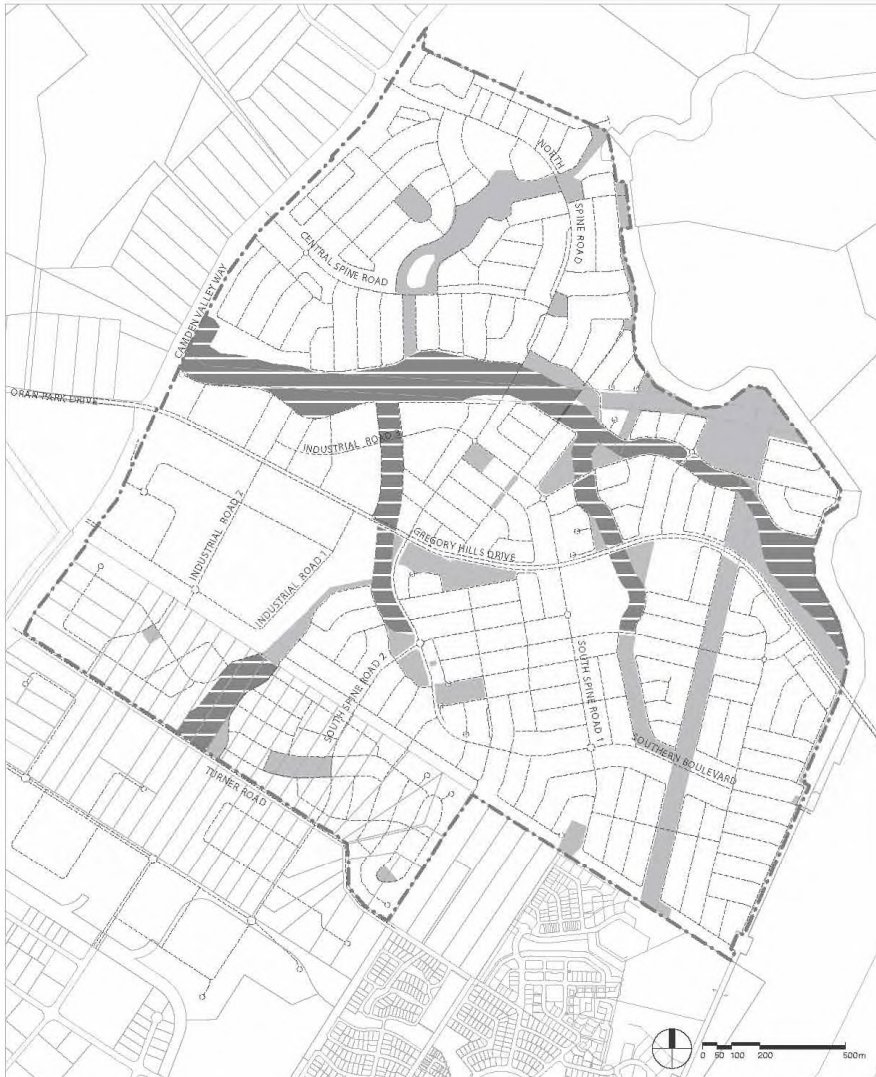 NORTH
SPINE ROAD
CENTRAL SPINE ROAD
CAMDEN VALLEY WAY
ORAN PARK DRIVE
INDUSTRIAL ROAD 3
INDUSTRIAL ROAD 2
INDUSTRIAL ROAD 1
GREGORY HILLS DRIVE
SOUTH SPINE ROAD 2
SOUTH SPINE ROAD 1
SOUTHERN BOULEVARD
TURNER ROAD
0 50 100 200 500m